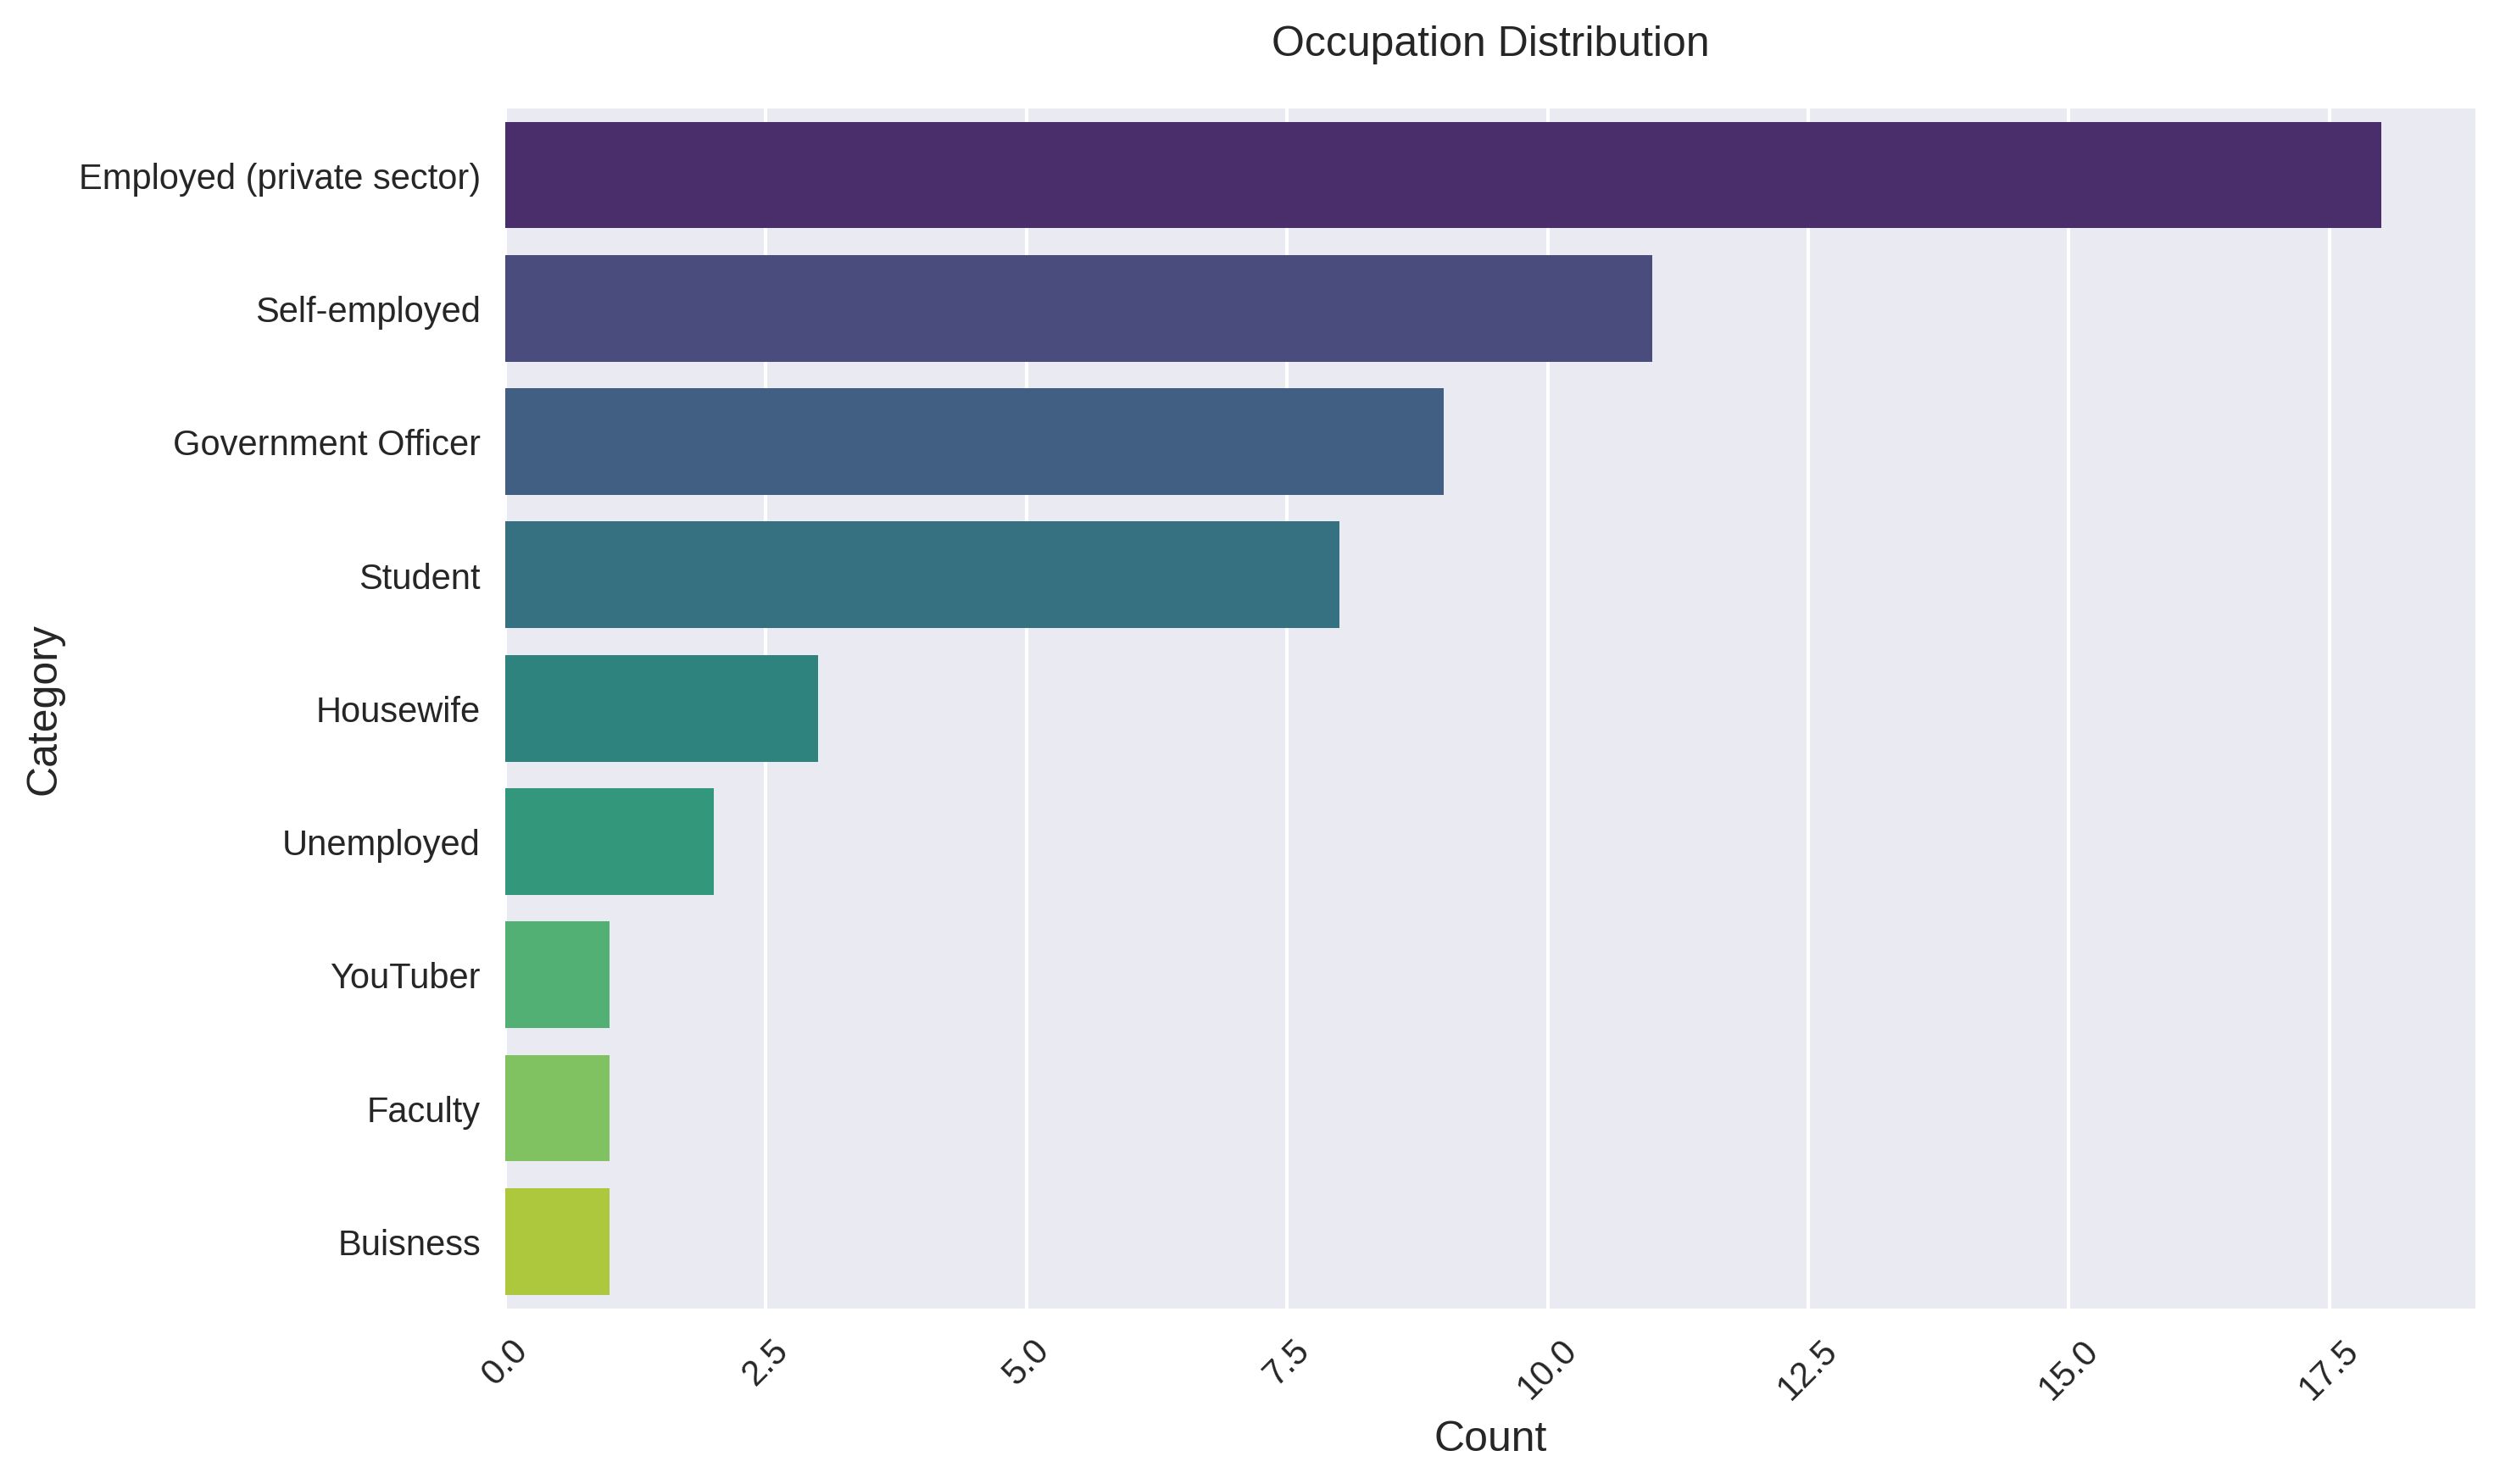 Occupation Distribution
Employed (private sector)
Self-employed
Government Officer
Student
Housewife
Unemployed
YouTuber
Faculty
Buisness
Category
0.0 2.5 5.0 7.5 10.0 12.5 15.0 17.5
Count